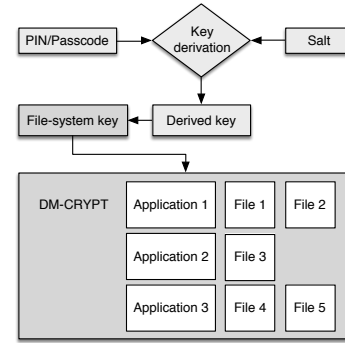 PIN/Passcode
Key
derivation
Salt
File-system key
Derived key
DM-CRYPT
Application 1
File 1
File 2
Application 2
File 3
Application 3
File 4
File 5